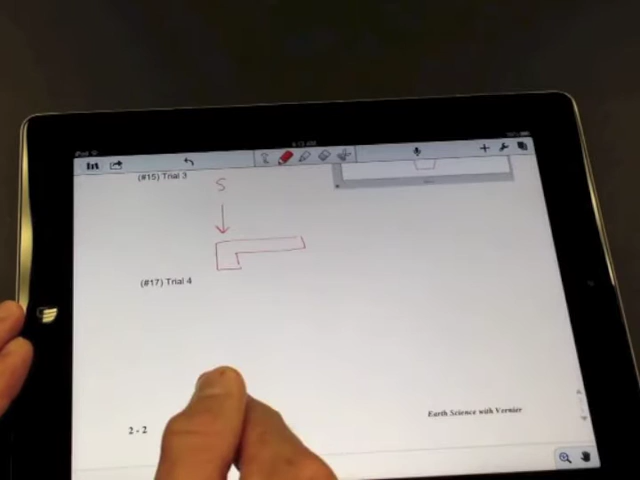 (#15) Trial 3
S
(#17) Trial 4
2 - 2
Earth Science with Vernier